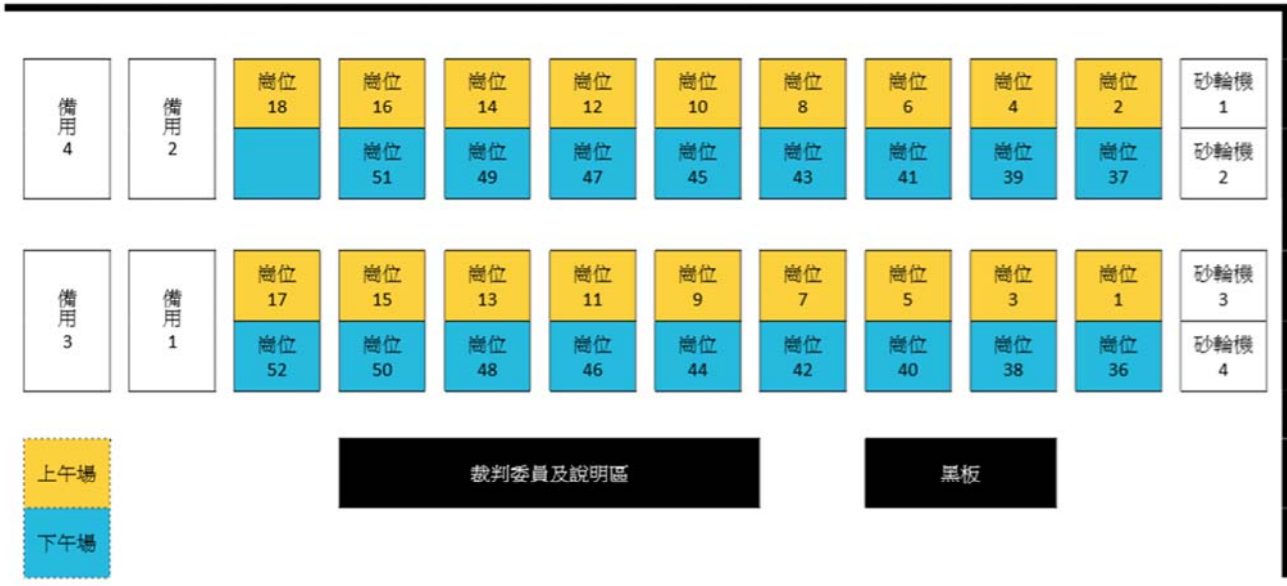 備用
4
備用
2
崗位
18
崗位
16
崗位
14
崗位
12
崗位
10
崗位
8
崗位
6
崗位
4
崗位
2
砂輪機
1
崗位
51
崗位
49
崗位
47
崗位
45
崗位
43
崗位
41
崗位
39
崗位
37
砂輪機
2
備用
3
備用
1
崗位
17
崗位
15
崗位
13
崗位
11
崗位
9
崗位
7
崗位
5
崗位
3
崗位
1
砂輪機
3
崗位
52
崗位
50
崗位
48
崗位
46
崗位
44
崗位
42
崗位
40
崗位
38
崗位
36
砂輪機
4
上午場
裁判委員及說明區
黑板
下午場